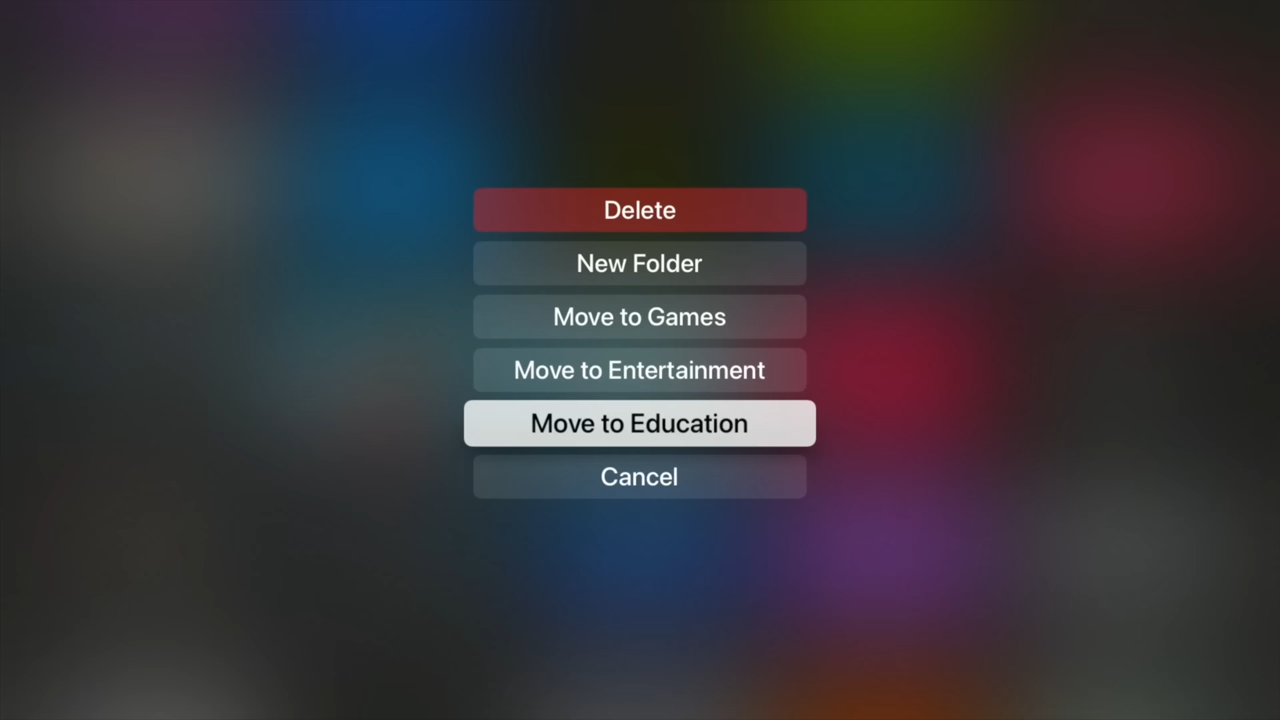 Delete
New Folder
Move to Games
Move to Entertainment
Move to Education
Cancel